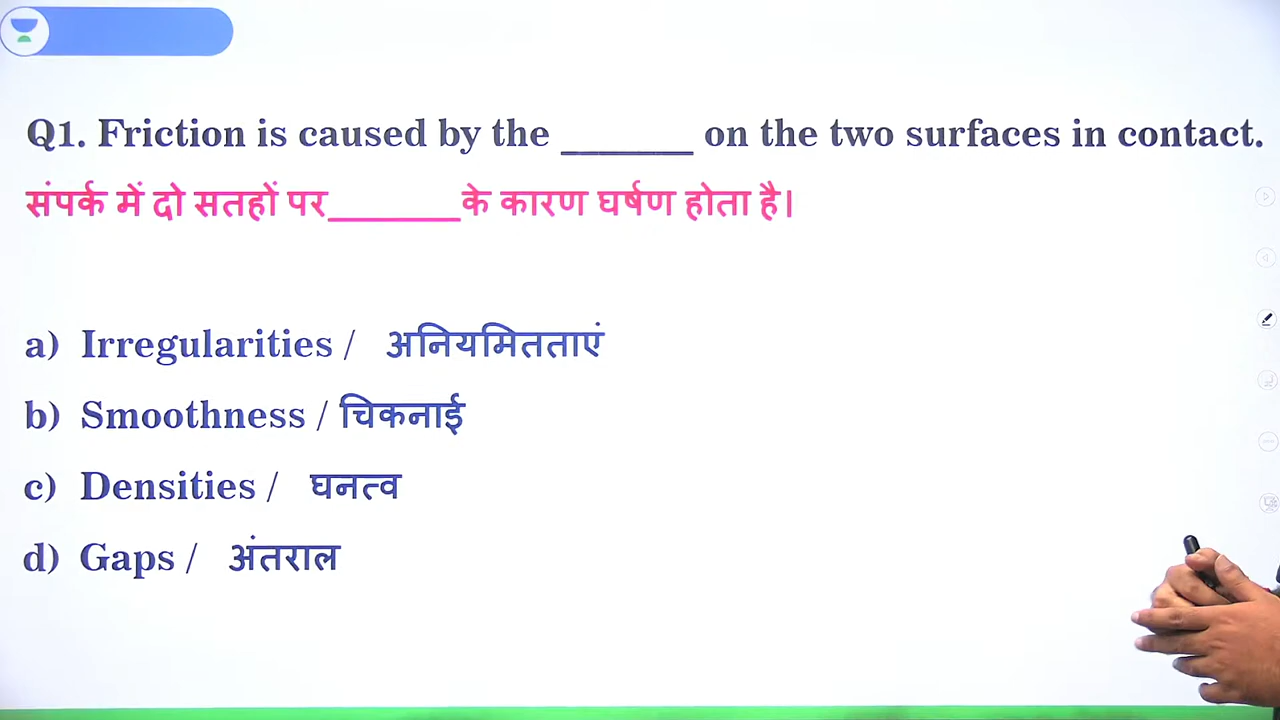 Q1. Friction is caused by the _______ on the two surfaces in contact.
संपर्क में दो सतहों पर_______के कारण घर्षण होता है।
a) Irregularities / अनियमितताएं
b) Smoothness / चिकनाई
c) Densities / घनत्व
d) Gaps / अंतराल